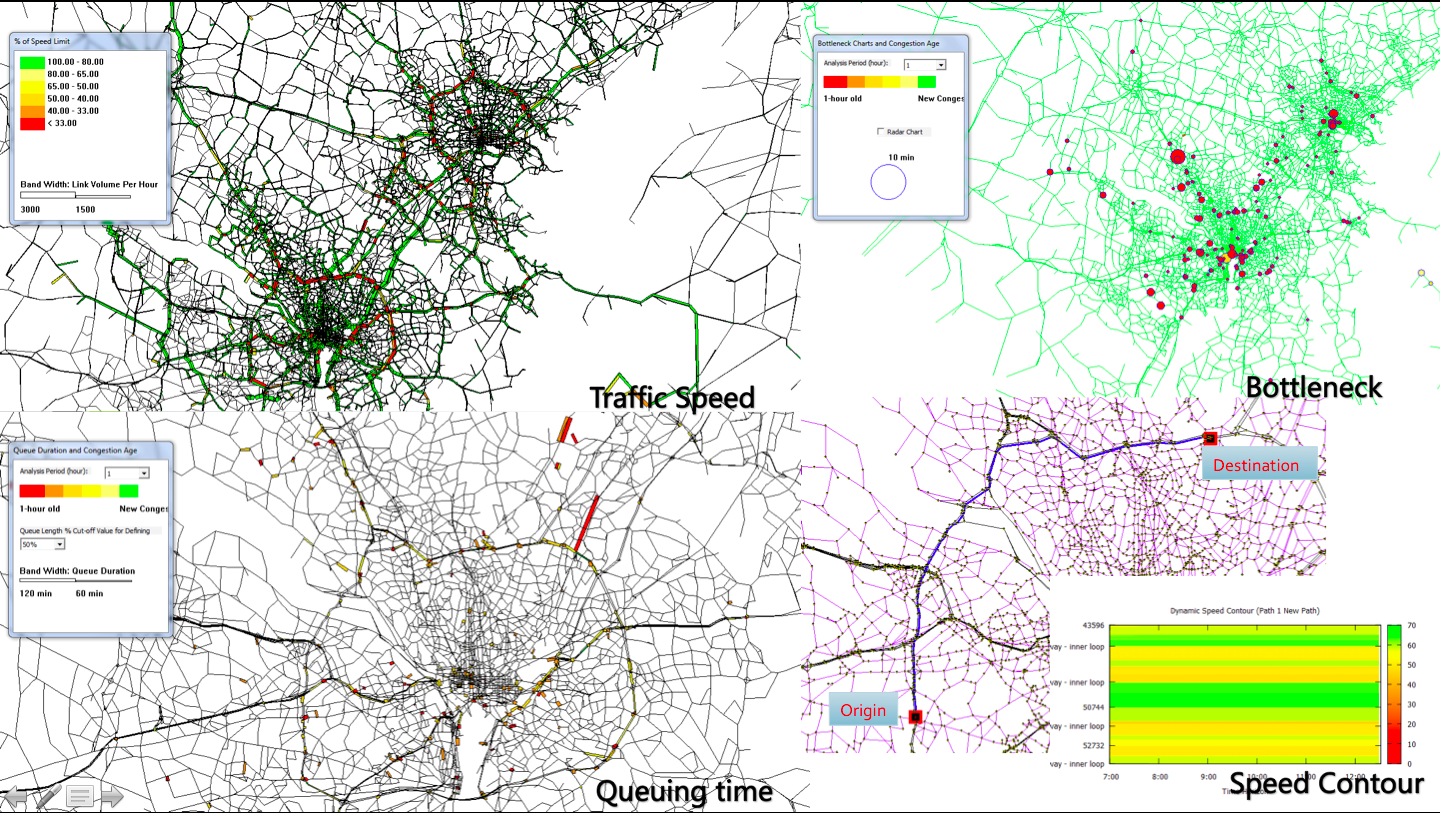 % of Speed Limit
100.00 - 80.00
80.00 - 65.00
65.00 - 50.00
50.00 - 40.00
40.00 - 33.00
< 33.00
Band Width: Link Volume Per Hour
3000 1500
Traffic Speed
Bottleneck Charts and Congestion Age
Analysis Period (hour): 1
1-hour old New Conges
Radar Chart
10 min
Bottleneck
Queue Duration and Congestion Age
Analysis Period (hour): 1
1-hour old New Conges
Queue Length % Cut-off Value for Defining
50%
Band Width: Queue Duration
120 min 60 min
Queuing time
Destination
Origin
Dynamic Speed Contour (Path 1 New Path)
43596
vay - inner loop
vay - inner loop
50744
vay - inner loop
52732
vay - inner loop
70
60
50
40
30
20
10
0
7:00 8:00 9:00 10:00 11:00 12:00
Speed Contour